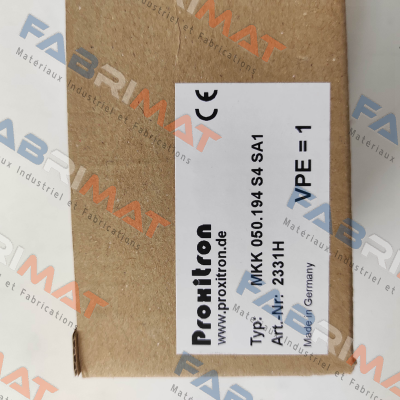 Proxitron
www.proxitron.de
Typ: MKK 050.194 S4 SA1
Art.-Nr: 2331H
VPE = 1
Made in Germany
CE
FABRIMAT
Materiaux Industriel et Fabrications